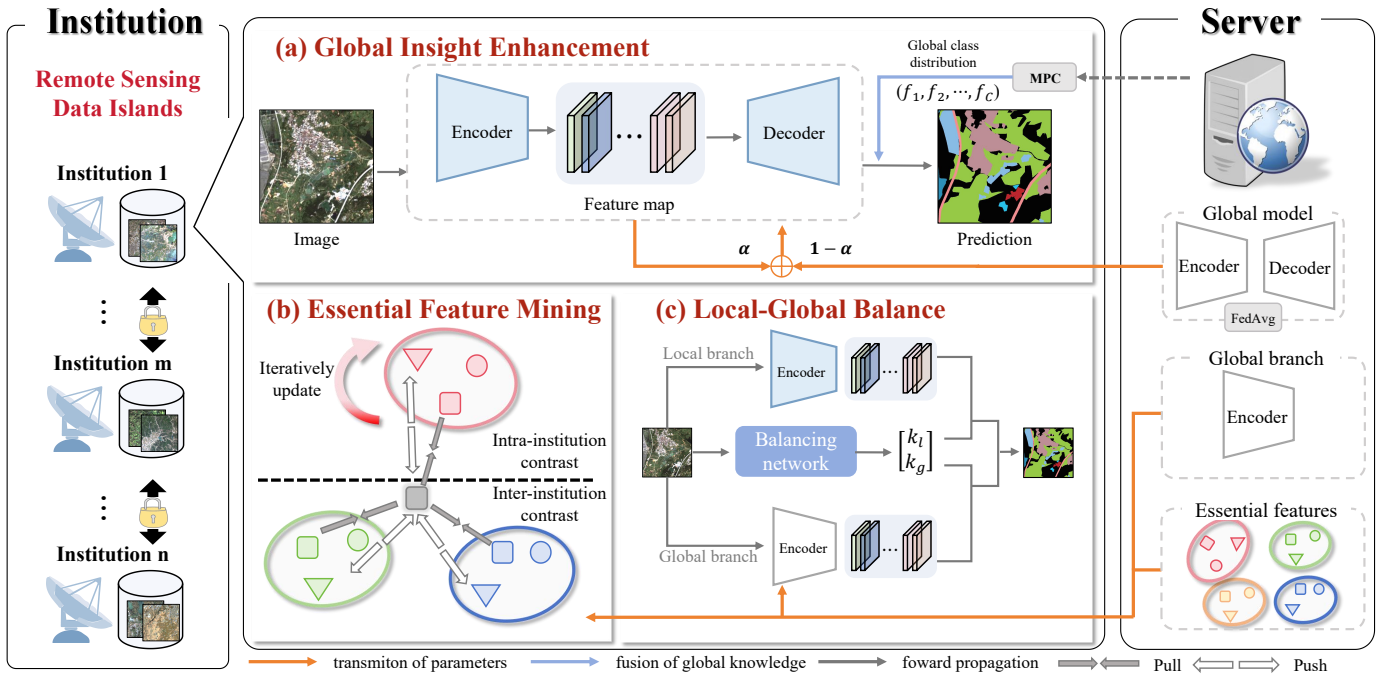 Institution
Remote Sensing
Data Islands
Institution 1
⋮
Institution m
⋮
Institution n
(a) Global Insight Enhancement
Image
Encoder
...
Feature map
Decoder
Global class
distribution
(f₁, f₂, ⋯, f_C)
MPC
Prediction
α
1 − α
(b) Essential Feature Mining
Iteratively
update
Intra-institution
contrast
Inter-institution
contrast
(c) Local-Global Balance
Local branch
Encoder
...
Balancing
network
[k_l
k_g]
Global branch
Encoder
...
Server
Global model
Encoder
Decoder
FedAvg
Global branch
Encoder
Essential features
transmiton of parameters
fusion of global knowledge
foward propagation
Pull
Push